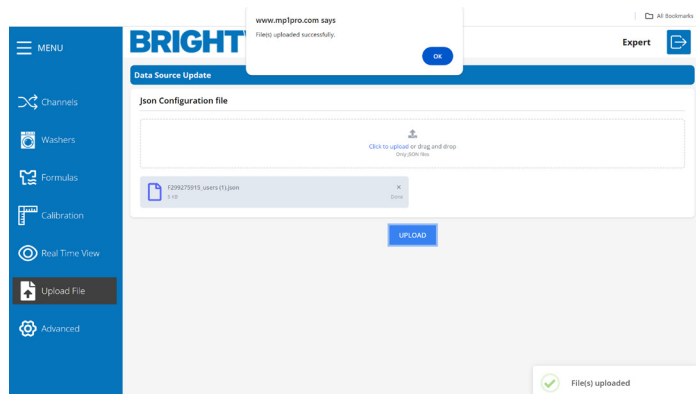 www.mp1pro.com says
File(s) uploaded successfully.
OK
All Bookmarks
MENU
BRIGHT
Expert
Data Source Update
Json Configuration file
Channels
Washers
Formulas
Calibration
Real Time View
Upload File
Advanced
Click to upload or drag and drop
Only JSON files
F299275915_users (1).json
5 KB
Done
UPLOAD
File(s) uploaded